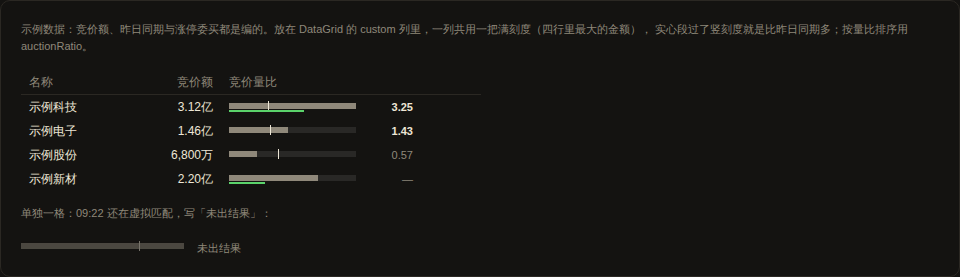 示例数据：竞价额、昨日同期与涨停委买都是编的。放在 DataGrid 的 custom 列里，一列共用一把满刻度（四行里最大的金额），实心段过了竖刻度就是比昨日同期多；按量比排序用
auctionRatio。
名称 竞价额 竞价量比
示例科技 3.12亿 3.25
示例电子 1.46亿 1.43
示例股份 6,800万 0.57
示例新材 2.20亿 —
单独一格：09:22 还在虚拟匹配，写「未出结果」：
未出结果